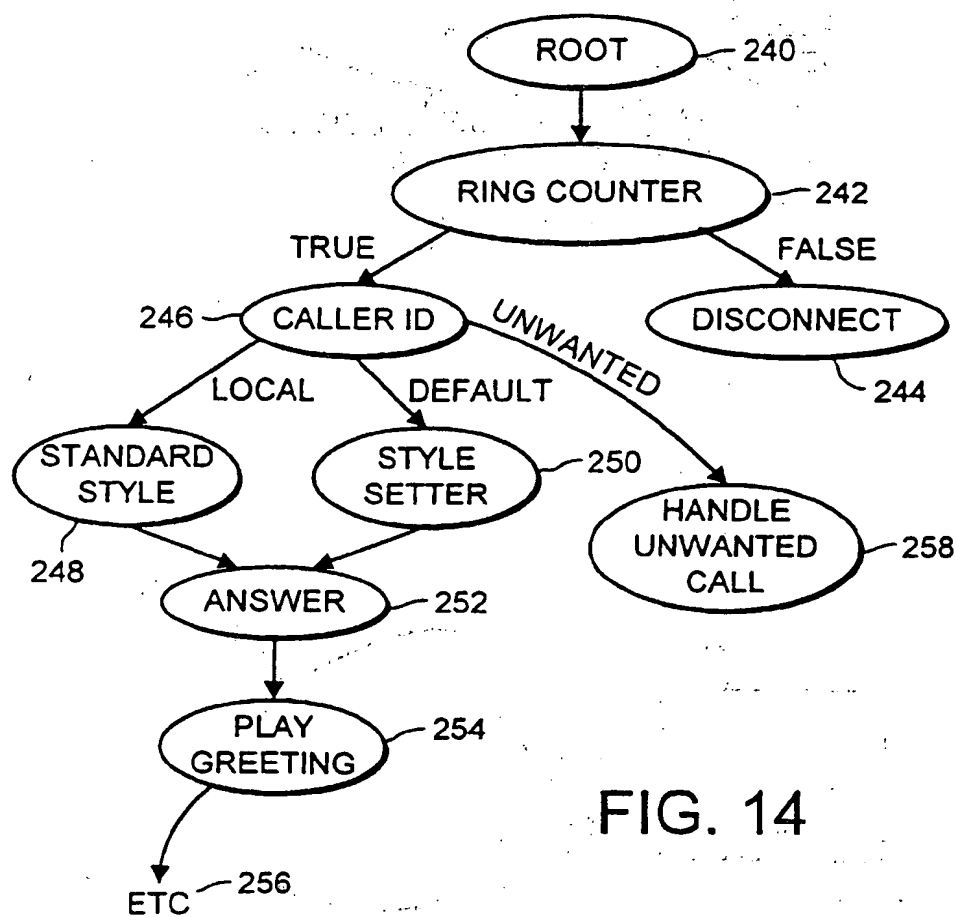 ROOT
240
RING COUNTER
242
TRUE
FALSE
246
CALLER ID
UNWANTED
DISCONNECT
244
LOCAL
DEFAULT
STANDARD
STYLE
248
STYLE
SETTER
250
HANDLE
UNWANTED
CALL
258
ANSWER
252
PLAY
GREETING
254
ETC
256
FIG. 14